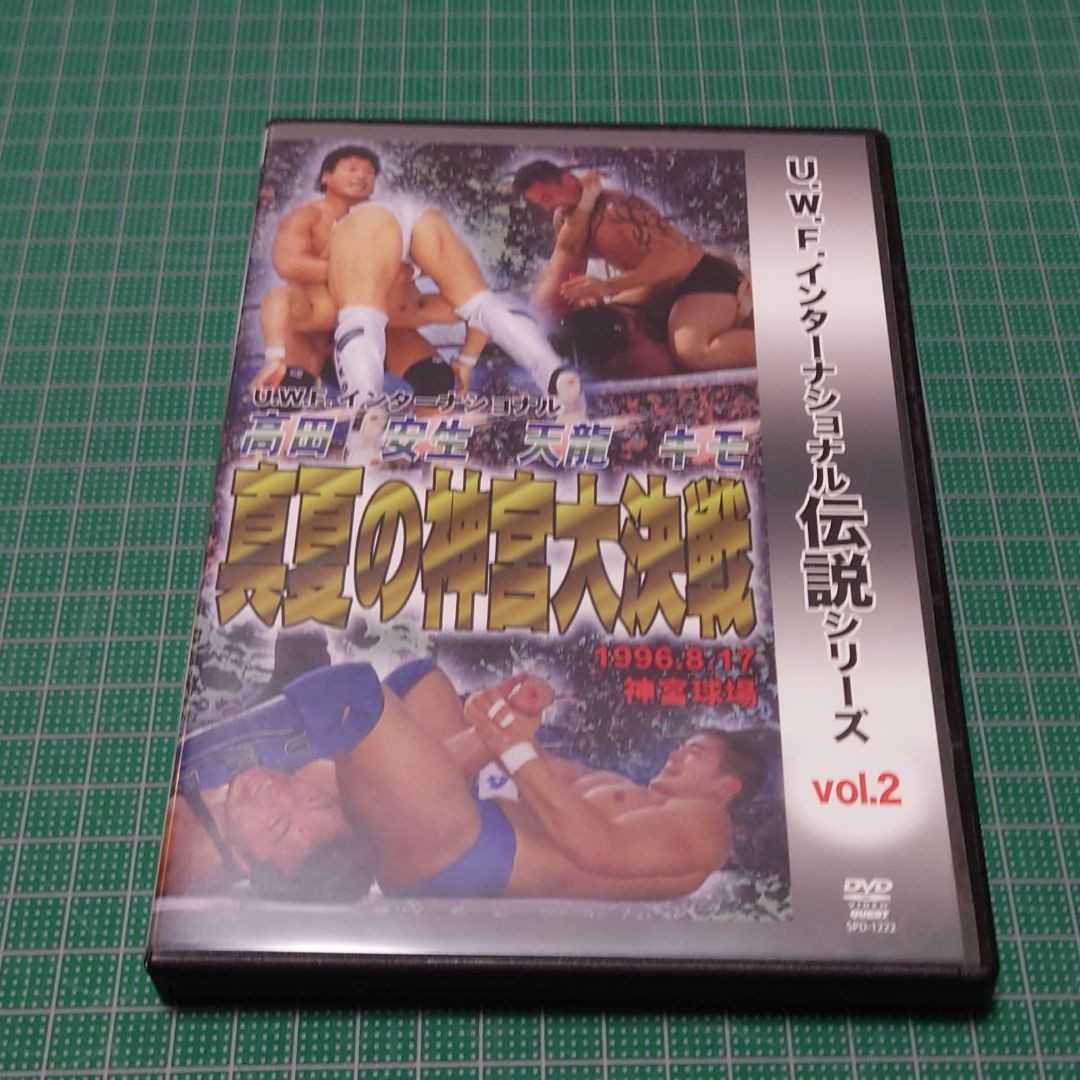 U.W.F.インターナショナル伝説シリーズ
vol.2
U.W.F.インターナショナル
高田 安生 天龍 キモ
真夏の神宮大決戦
1996.8.17
神宮球場
DVD
VIDEO
QUEST
SPD-1222